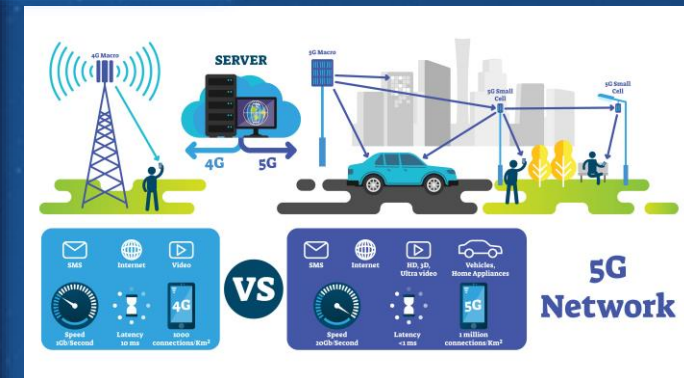 4G Macro
SERVER
4G
5G
5G Macro
5G Small
Cell
5G Small
Cell
SMS
Internet
Video
Speed
1Gb/Second
Latency
10 ms
4G
1000
connections/Km²
VS
SMS
Internet
HD, 3D,
Ultra video
Vehicles,
Home Appliances
Speed
10Gb/Second
Latency
<1 ms
5G
1 million
connections/Km²
5G
Network